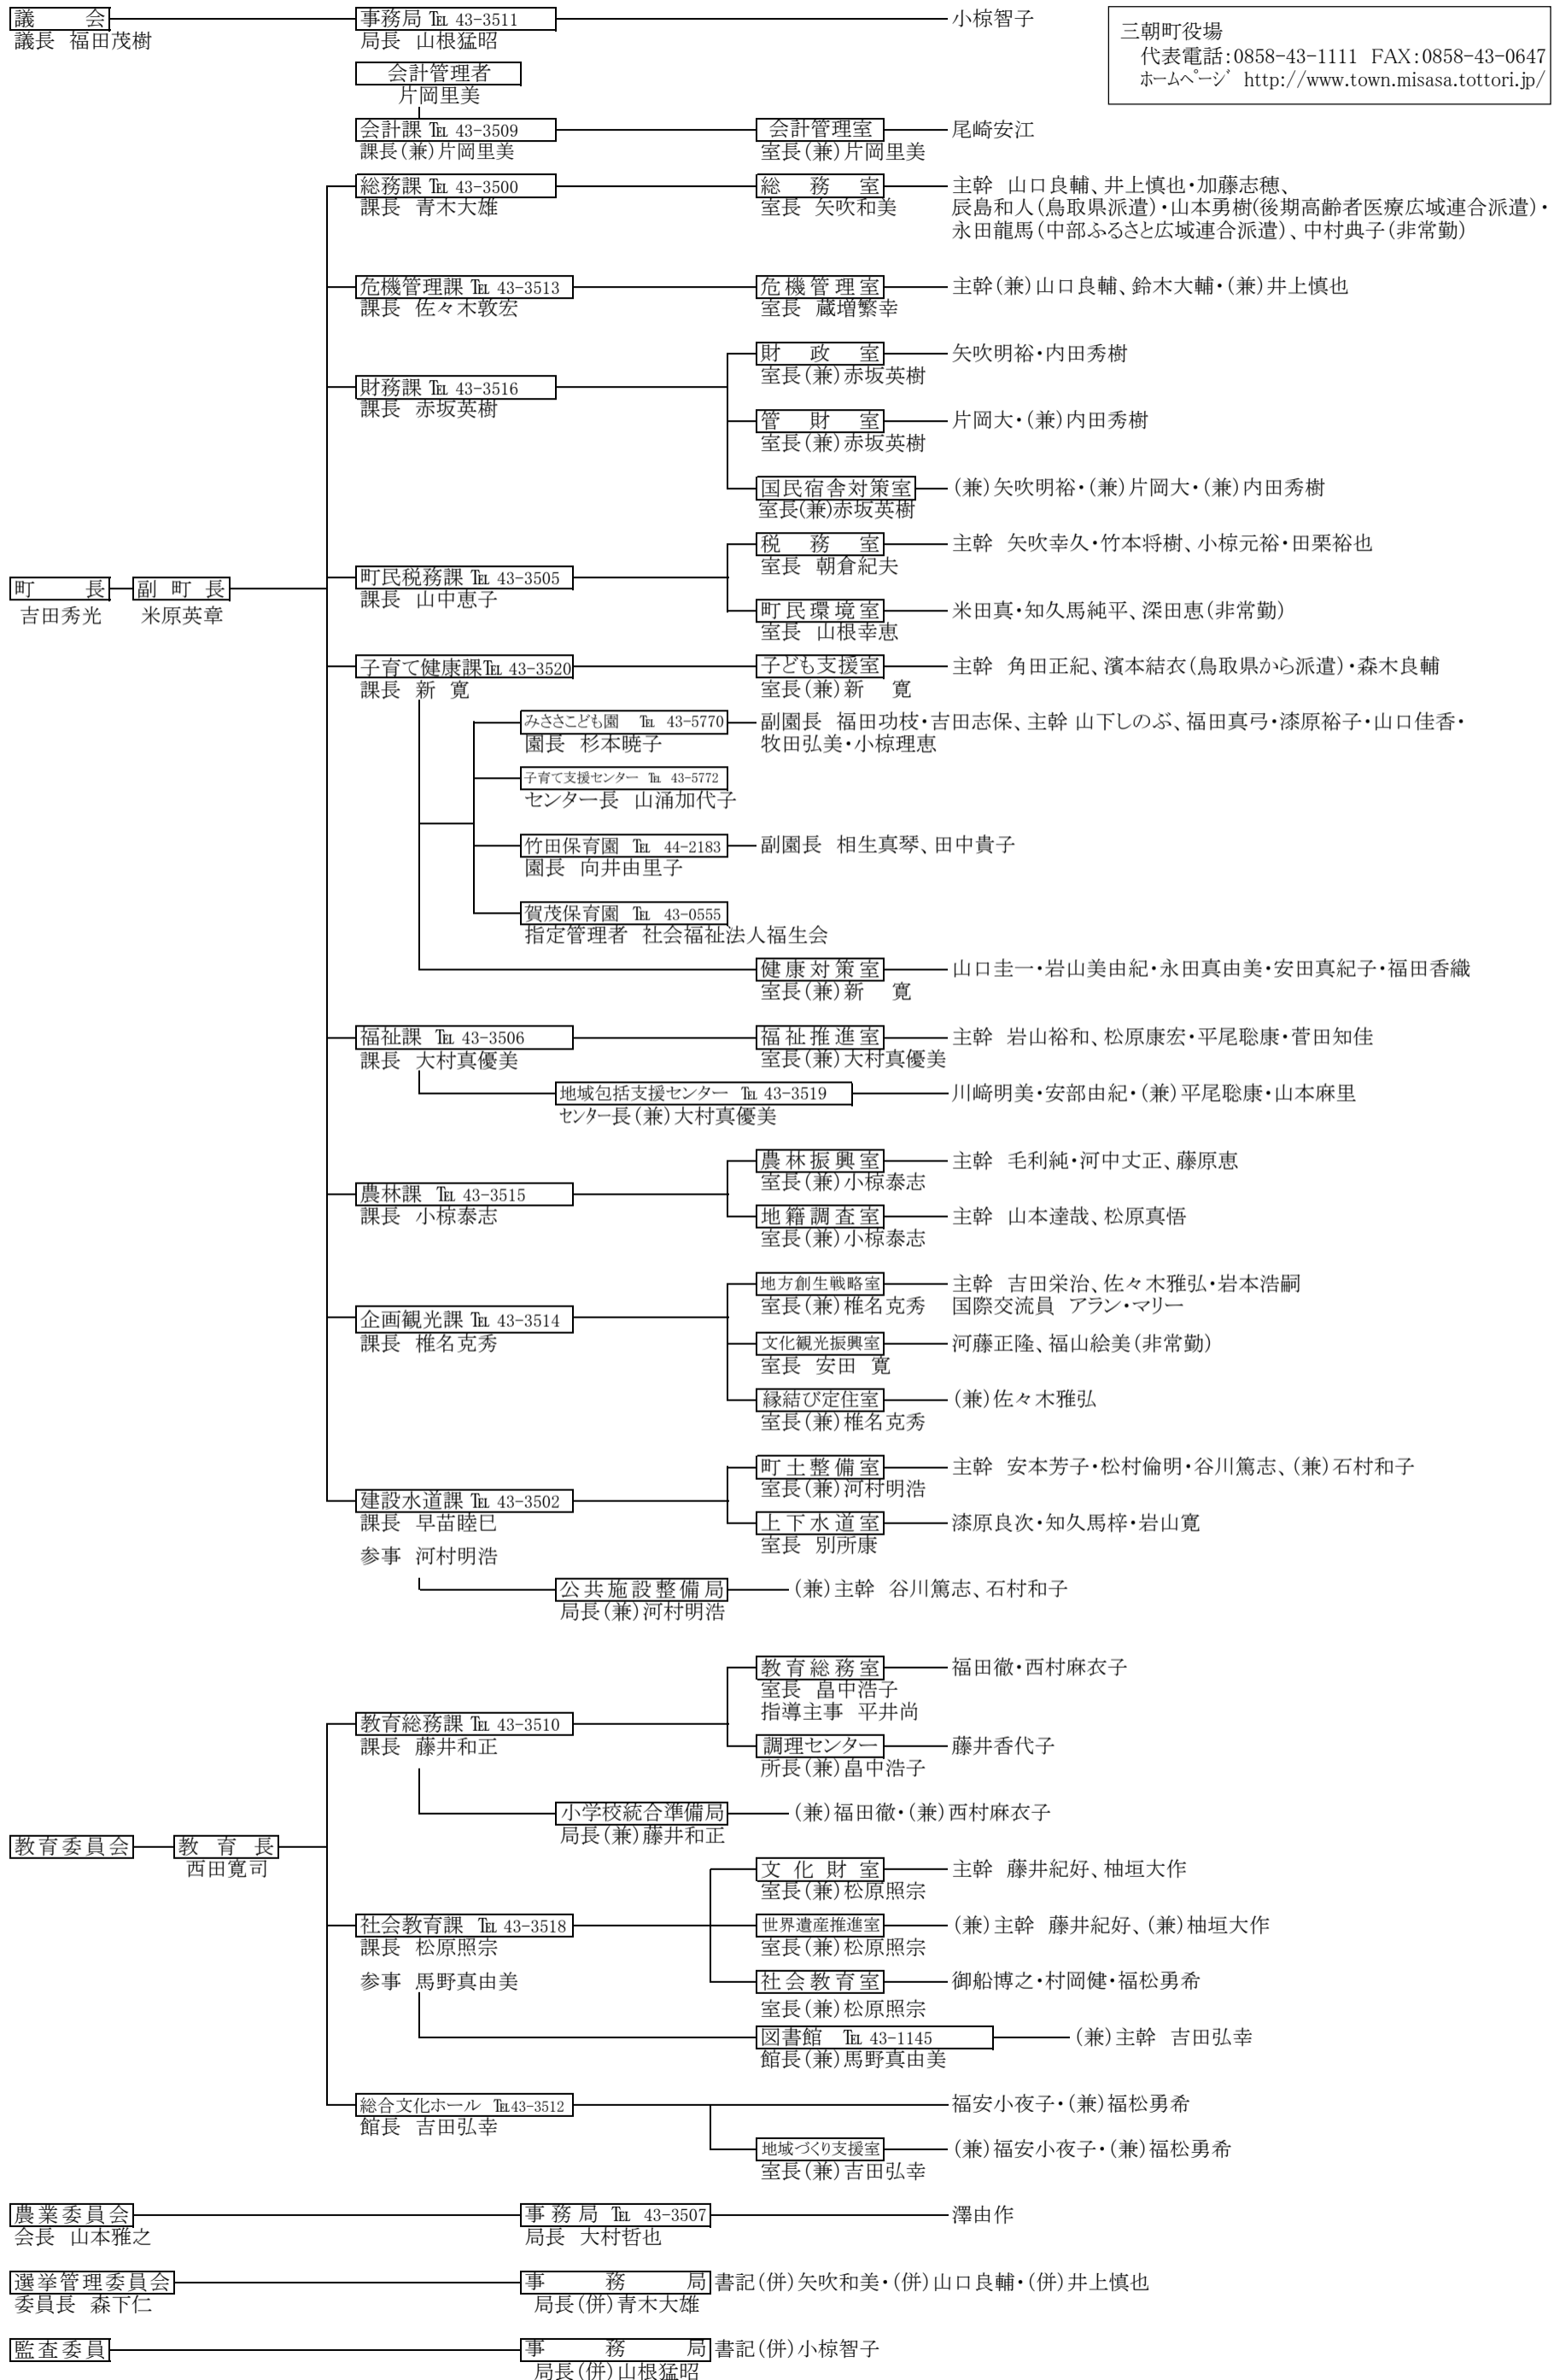 議　　　会　事務局 ℡ 43-3511　小椋智子
議長　福田茂樹　局長　山根猛昭
三朝町役場
代表電話：0858-43-1111　FAX：0858-43-0647
ﾎｰﾑﾍﾟｰｼﾞ　http://www.town.misasa.tottori.jp/
会計管理者
片岡里美
会計課 ℡ 43-3509　会計管理室　尾崎安江
課長（兼）片岡里美　室長（兼）片岡里美
総務課 ℡ 43-3500　総　務　室　主幹　山口良輔、井上慎也・加藤志穂、
課長　青木大雄　室長　矢吹和美　辰島和人（鳥取県派遣）・山本勇樹（後期高齢者医療広域連合派遣）・
永田龍馬（中部ふるさと広域連合派遣）、中村典子（非常勤）
危機管理課 ℡ 43-3513　危機管理室　主幹（兼）山口良輔、鈴木大輔・（兼）井上慎也
課長　佐々木敦宏　室長　蔵増繁幸
財　政　室　矢吹明裕・内田秀樹
室長（兼）赤坂英樹
財務課 ℡ 43-3516
課長　赤坂英樹
管　財　室　片岡大・（兼）内田秀樹
室長（兼）赤坂英樹
国民宿舎対策室　（兼）矢吹明裕・（兼）片岡大・（兼）内田秀樹
室長（兼）赤坂英樹
税　務　室　主幹　矢吹幸久・竹本将樹、小椋元裕・田栗裕也
室長　朝倉紀夫
町　　　長　副　町　長　町民税務課 ℡ 43-3505
吉田秀光　米原英章　課長　山中恵子
町民環境室　米田真・知久馬純平、深田恵（非常勤）
室長　山根幸恵
子育て健康課℡ 43-3520　子ども支援室　主幹　角田正紀、濱本結衣（鳥取県から派遣）・森木良輔
課長　新　寛　室長（兼）新　寛
みささこども園　℡ 43-5770　副園長　福田功枝・吉田志保、主幹 山下しのぶ、福田真弓・漆原裕子・山口佳香・
園長　杉本暁子　牧田弘美・小椋理恵
子育て支援センター ℡ 43-5772
センター長　山涌加代子
竹田保育園　℡ 44-2183　副園長　相生真琴、田中貴子
園長　向井由里子
賀茂保育園　℡ 43-0555
指定管理者　社会福祉法人福生会
健康対策室　山口圭一・岩山美由紀・永田真由美・安田真紀子・福田香織
室長（兼）新　寛
福祉課　℡ 43-3506　福祉推進室　主幹　岩山裕和、松原康宏・平尾聡康・菅田知佳
課長　大村真優美　室長（兼）大村真優美
地域包括支援センター ℡ 43-3519　川﨑明美・安部由紀・（兼）平尾聡康・山本麻里
ｾﾝﾀｰ長（兼）大村真優美
農林振興室　主幹　毛利純・河中丈正、藤原恵
室長（兼）小椋泰志
農林課　℡ 43-3515
課長　小椋泰志
地籍調査室　主幹　山本達哉、松原真悟
室長（兼）小椋泰志
地方創生戦略室　主幹　吉田栄治、佐々木雅弘・岩本浩嗣
室長（兼）椎名克秀　国際交流員　アラン・マリー
企画観光課 ℡ 43-3514
課長　椎名克秀
文化観光振興室　河藤正隆、福山絵美（非常勤）
室長　安田　寛
縁結び定住室　（兼）佐々木雅弘
室長（兼）椎名克秀
町土整備室　主幹　安本芳子・松村倫明・谷川篤志、（兼）石村和子
室長（兼）河村明浩
建設水道課 ℡ 43-3502
課長　早苗睦巳
上下水道室　漆原良次・知久馬梓・岩山寛
室長　別所康
参事　河村明浩
公共施設整備局　（兼）主幹　谷川篤志、石村和子
局長（兼）河村明浩
教育総務室　福田徹・西村麻衣子
室長　畠中浩子
指導主事　平井尚
教育総務課 ℡ 43-3510
課長　藤井和正
調理センター　藤井香代子
所長（兼）畠中浩子
小学校統合準備局　（兼）福田徹・（兼）西村麻衣子
局長（兼）藤井和正
教育委員会　教　育　長
西田寛司
文　化　財　室　主幹　藤井紀好、柚垣大作
室長（兼）松原照宗
社会教育課　℡ 43-3518　世界遺産推進室　（兼）主幹　藤井紀好、（兼）柚垣大作
課長　松原照宗　室長（兼）松原照宗
参事　馬野真由美　社会教育室　御船博之・村岡健・福松勇希
室長（兼）松原照宗
図書館　℡ 43-1145　（兼）主幹　吉田弘幸
館長（兼）馬野真由美
総合文化ホール　℡43-3512　福安小夜子・（兼）福松勇希
館長　吉田弘幸
地域づくり支援室　（兼）福安小夜子・（兼）福松勇希
室長（兼）吉田弘幸
農業委員会　事 務 局　℡ 43-3507　澤由作
会長　山本雅之　局長　大村哲也
選挙管理委員会　事　　務　　局　書記（併）矢吹和美・（併）山口良輔・（併）井上慎也
委員長　森下仁　局長（併）青木大雄
監査委員　事　　務　　局　書記（併）小椋智子
局長（併）山根猛昭